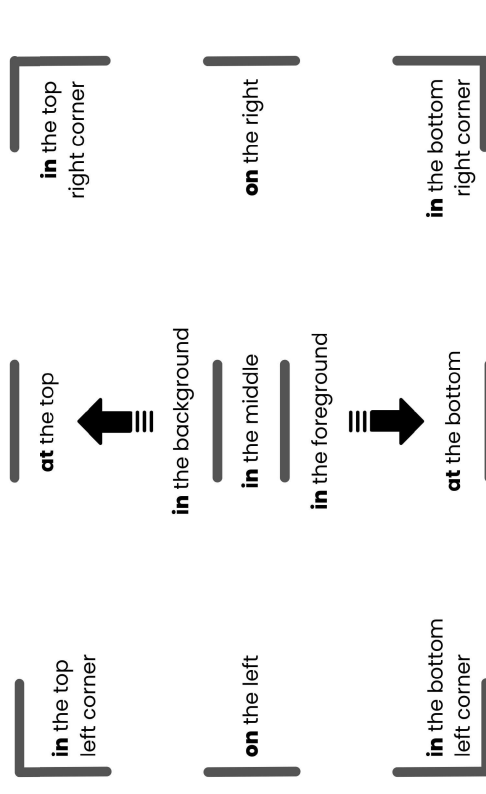 in the top
left corner
at the top
in the top
right corner
in the background
on the left
in the middle
on the right
in the foreground
in the bottom
left corner
at the bottom
in the bottom
right corner